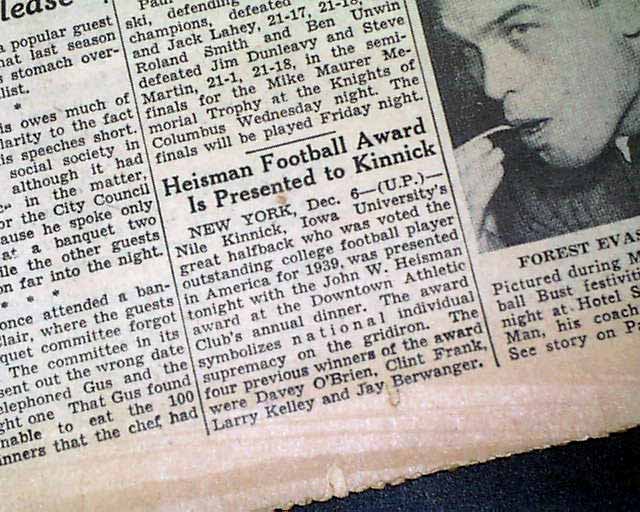 lease
a popular guest
hat last season
s stomach over-
list.
*
is owes much of
larity to the fact
is speeches short.
social society in
although it had
c" in the matter,
or the City Council
ause he spoke only
at a banquet two
ile the other guests
on far into the night.
* * *
once attended a ban-
lair, where the guests
quet committee forgot
The committee in its
sent out the wrong date
elephoned Gus and the
ght one That Gus found
nable to eat the 100
inners that the chef had
ski, defending
champions, defeated
and Jack Lahey, 21-17, 21-18,
Roland Smith and Ben Unwin
defeated Jim Dunleavy and Steve
Martin, 21-1, 21-18, in the semi-
finals for the Mike Maurer Me-
morial Trophy at the Knights of
Columbus Wednesday night. The
finals will be played Friday night.
Heisman Football Award
Is Presented to Kinnick
NEW YORK, Dec. 6—(U.P.)—
Nile Kinnick, Iowa University's
great halfback who was voted the
outstanding college football player
in America for 1939, was presented
tonight with the John W. Heisman
award at the Downtown Athletic
Club's annual dinner. The award
symbolizes national individual
supremacy on the gridiron. The
four previous winners of the award
were Davey O'Brien, Clint Frank,
Larry Kelley and Jay Berwanger.
FOREST EVAS
Pictured during M
ball Bust festivi
night at Hotel S
Man, his coach
See story on P